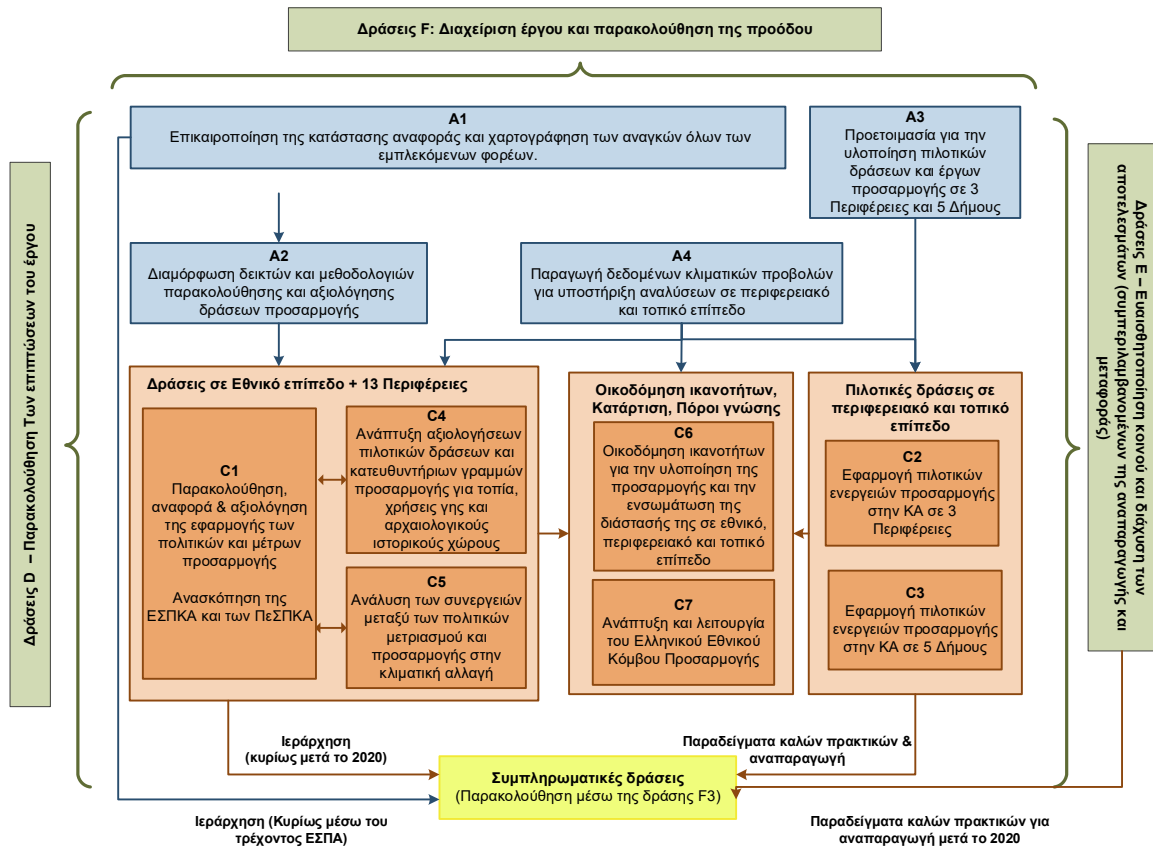 Δράσεις F: Διαχείριση έργου και παρακολούθηση της προόδου
Δράσεις D – Παρακολούθηση Των επιπτώσεων του έργου
A1
Επικαιροποίηση της κατάστασης αναφοράς και χαρτογράφηση των αναγκών όλων των
εμπλεκόμενων φορέων.
A3
Προετοιμασία για την
υλοποίηση πιλοτικών
δράσεων και έργων
προσαρμογής σε 3
Περιφέρειες και 5 Δήμους
A2
Διαμόρφωση δεικτών και μεθοδολογιών
παρακολούθησης και αξιολόγησης
δράσεων προσαρμογής
A4
Παραγωγή δεδομένων κλιματικών προβολών
για υποστήριξη αναλύσεων σε περιφερειακό
και τοπικό επίπεδο
Δράσεις E – Ευαισθητοποίηση κοινού και διάχυση των
αποτελεσμάτων (συμπεριλαμβανομένων της αναπαραγωγής και
μεταφοράς)
Δράσεις σε Εθνικό επίπεδο + 13 Περιφέρειες
C1
Παρακολούθηση,
αναφορά & αξιολόγηση
της εφαρμογής των
πολιτικών και μέτρων
προσαρμογής
Ανασκόπηση της
ΕΣΠΚΑ και των ΠεΣΠΚΑ
C4
Ανάπτυξη αξιολογήσεων
πιλοτικών δράσεων και
κατευθυντήριων γραμμών
προσαρμογής για τοπία,
χρήσεις γης και
αρχαιολογικούς
ιστορικούς χώρους
C5
Ανάλυση των συνεργειών
μεταξύ των πολιτικών
μετριασμού και
προσαρμογής στην
κλιματική αλλαγή
Οικοδόμηση ικανοτήτων,
Κατάρτιση, Πόροι γνώσης
C6
Οικοδόμηση ικανοτήτων
για την υλοποίηση της
προσαρμογής και την
ενσωμάτωση της
διάστασής της σε εθνικό,
περιφερειακό και τοπικό
επίπεδο
C7
Ανάπτυξη και λειτουργία
του Ελληνικού Εθνικού
Κόμβου Προσαρμογής
Πιλοτικές δράσεις σε
περιφερειακό και τοπικό
επίπεδο
C2
Εφαρμογή πιλοτικών
ενεργειών προσαρμογής
στην ΚΑ σε 3
Περιφέρειες
C3
Εφαρμογή πιλοτικών
ενεργειών προσαρμογής
στην ΚΑ σε 5 Δήμους
Ιεράρχηση
(κυρίως μετά το 2020)
Παραδείγματα καλών πρακτικών &
αναπαραγωγή
Συμπληρωματικές δράσεις
(Παρακολούθηση μέσω της δράσης F3)
Ιεράρχηση (Κυρίως μέσω του
τρέχοντος ΕΣΠΑ)
Παραδείγματα καλών πρακτικών για
αναπαραγωγή μετά το 2020